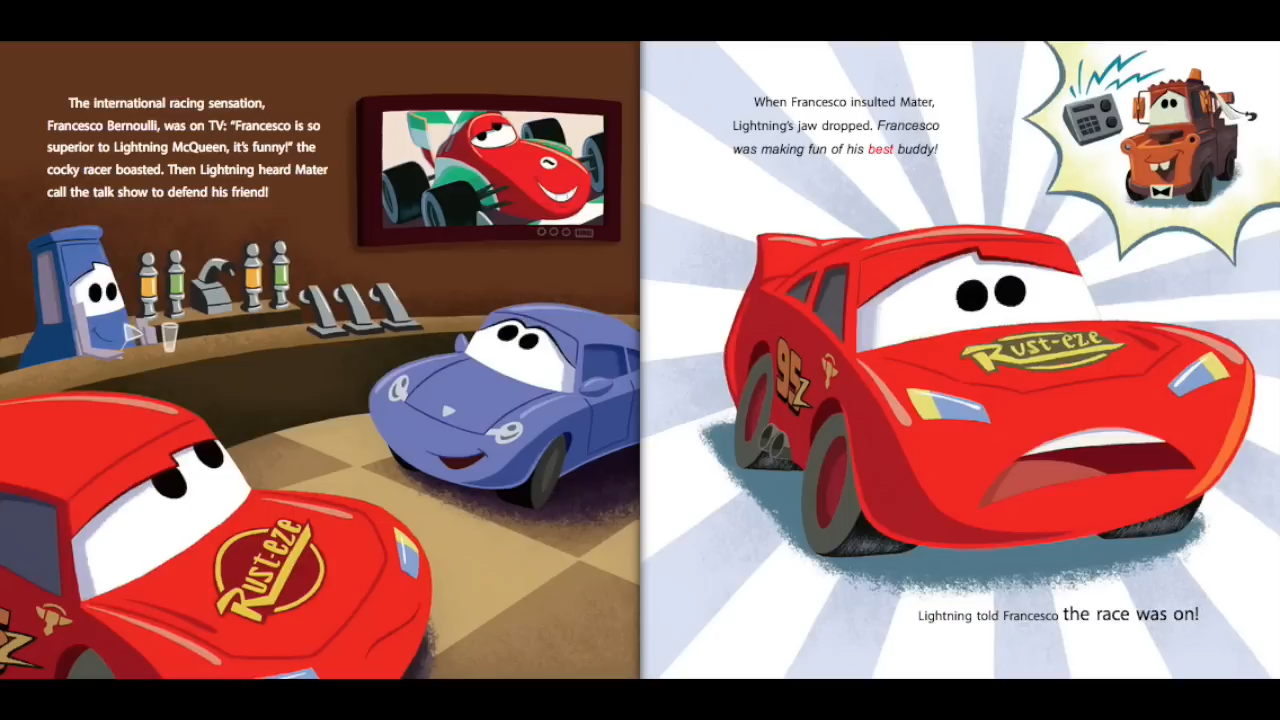 The international racing sensation,
Francesco Bernoulli, was on TV: "Francesco is so
superior to Lightning McQueen, it's funny!" the
cocky racer boasted. Then Lightning heard Mater
call the talk show to defend his friend!
Rust-eze
When Francesco insulted Mater,
Lightning's jaw dropped. Francesco
was making fun of his best buddy!
Rust-eze
95
Lightning told Francesco the race was on!